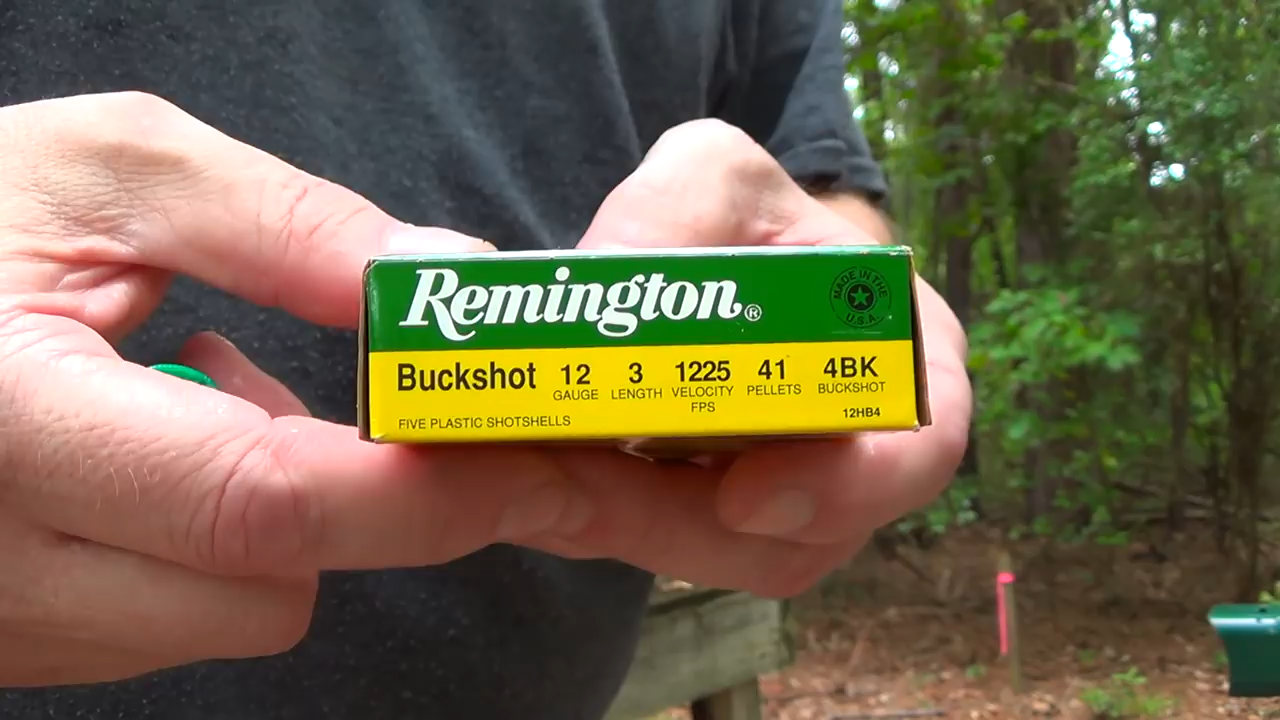 Remington®
MADE IN THE
U.S.A.
Buckshot 12 3 1225 41 4BK
GAUGE LENGTH VELOCITY PELLETS BUCKSHOT
FPS
FIVE PLASTIC SHOTSHELLS 12HB4